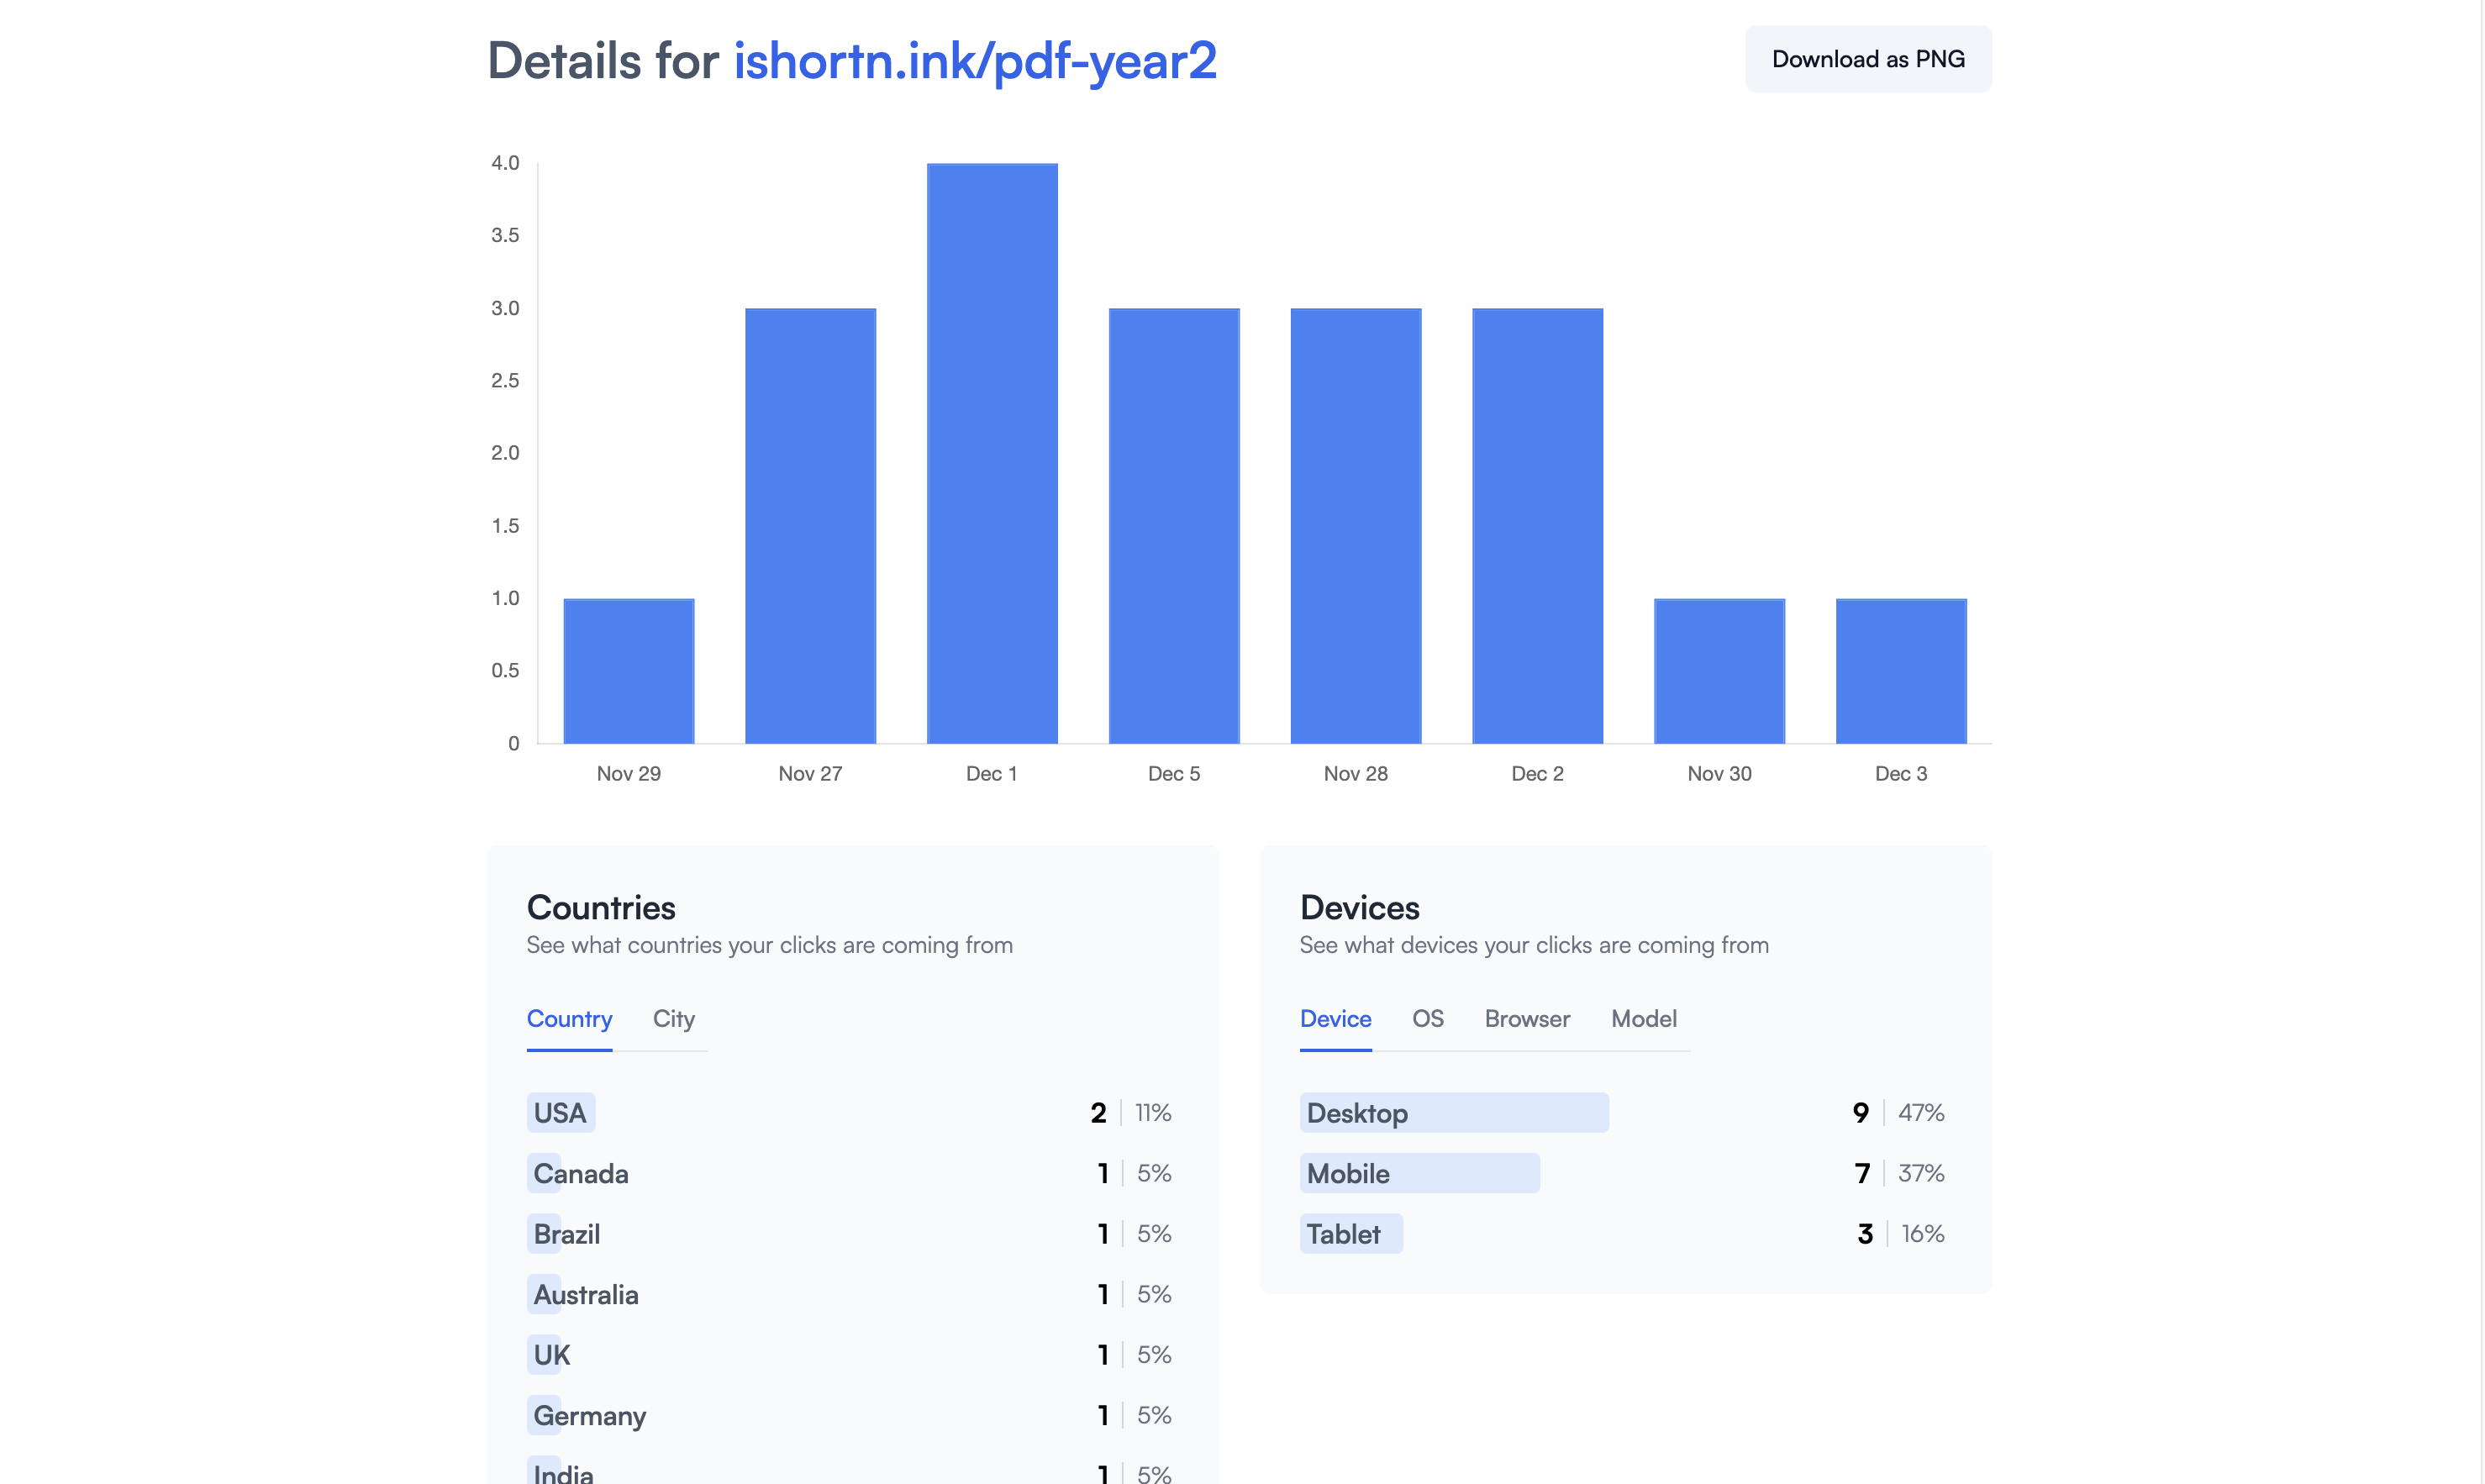 Details for ishortn.ink/pdf-year2
Download as PNG
4.0
3.5
3.0
2.5
2.0
1.5
1.0
0.5
0
Nov 29 Nov 27 Dec 1 Dec 5 Nov 28 Dec 2 Nov 30 Dec 3
Countries
See what countries your clicks are coming from
Country City
USA 2 11%
Canada 1 5%
Brazil 1 5%
Australia 1 5%
UK 1 5%
Germany 1 5%
India 1 5%
Devices
See what devices your clicks are coming from
Device OS Browser Model
Desktop 9 47%
Mobile 7 37%
Tablet 3 16%